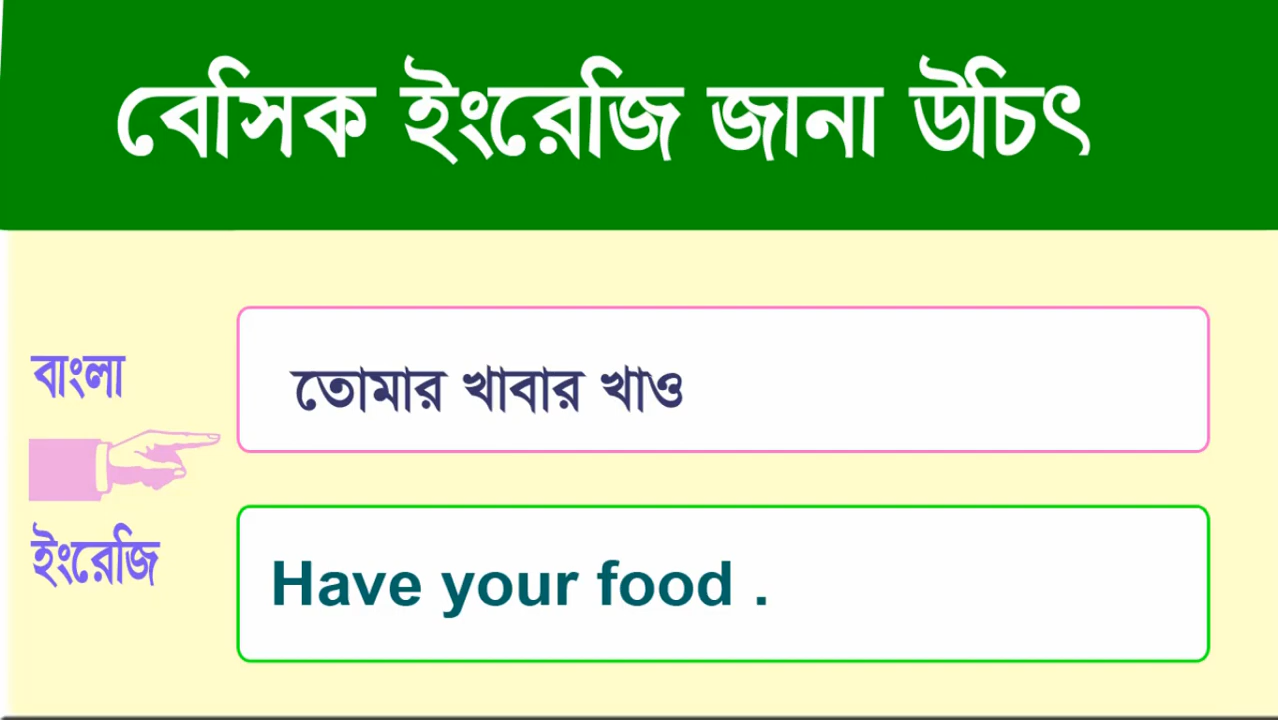 বেসিক ইংরেজি জানা উচিৎ
বাংলা
তোমার খাবার খাও
ইংরেজি
Have your food .